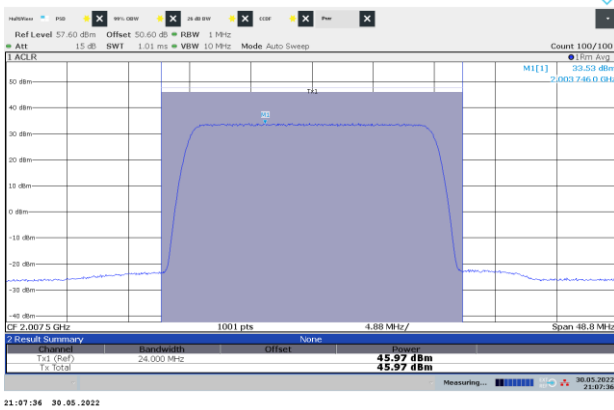 MultiView PSD X 99% OBW X 26 dB BW X CCDF X Pwr X
Ref Level 57.60 dBm Offset 50.60 dB RBW 1 MHz
Att 15 dB SWT 1.01 ms VBW 10 MHz Mode Auto Sweep Count 100/100
1 ACLR 1Rm Avg
M1[1] 33.53 dBm
2.003 746 0 GHz
Tx1
50 dBm
40 dBm
M1
30 dBm
20 dBm
10 dBm
0 dBm
-10 dBm
-20 dBm
-30 dBm
-40 dBm
CF 2.0075 GHz 1001 pts 4.88 MHz/ Span 48.8 MHz
2 Result Summary None
Channel Bandwidth Offset Power
Tx1 (Ref) 24.000 MHz 45.97 dBm
Tx Total 45.97 dBm
Measuring... 30.05.2022
21:07:36
21:07:36 30.05.2022